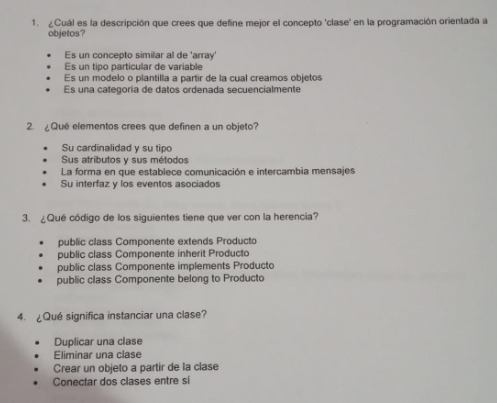 1. ¿Cuál es la descripción que crees que define mejor el concepto 'clase' en la programación orientada a
objetos?
• Es un concepto similar al de 'array'
• Es un tipo particular de variable
• Es un modelo o plantilla a partir de la cual creamos objetos
• Es una categoria de datos ordenada secuencialmente
2. ¿Qué elementos crees que definen a un objeto?
• Su cardinalidad y su tipo
• Sus atributos y sus métodos
• La forma en que establece comunicación e intercambia mensajes
• Su interfaz y los eventos asociados
3. ¿Qué código de los siguientes tiene que ver con la herencia?
• public class Componente extends Producto
• public class Componente inherit Producto
• public class Componente implements Producto
• public class Componente belong to Producto
4. ¿Qué significa instanciar una clase?
• Duplicar una clase
• Eliminar una clase
• Crear un objeto a partir de la clase
• Conectar dos clases entre sí